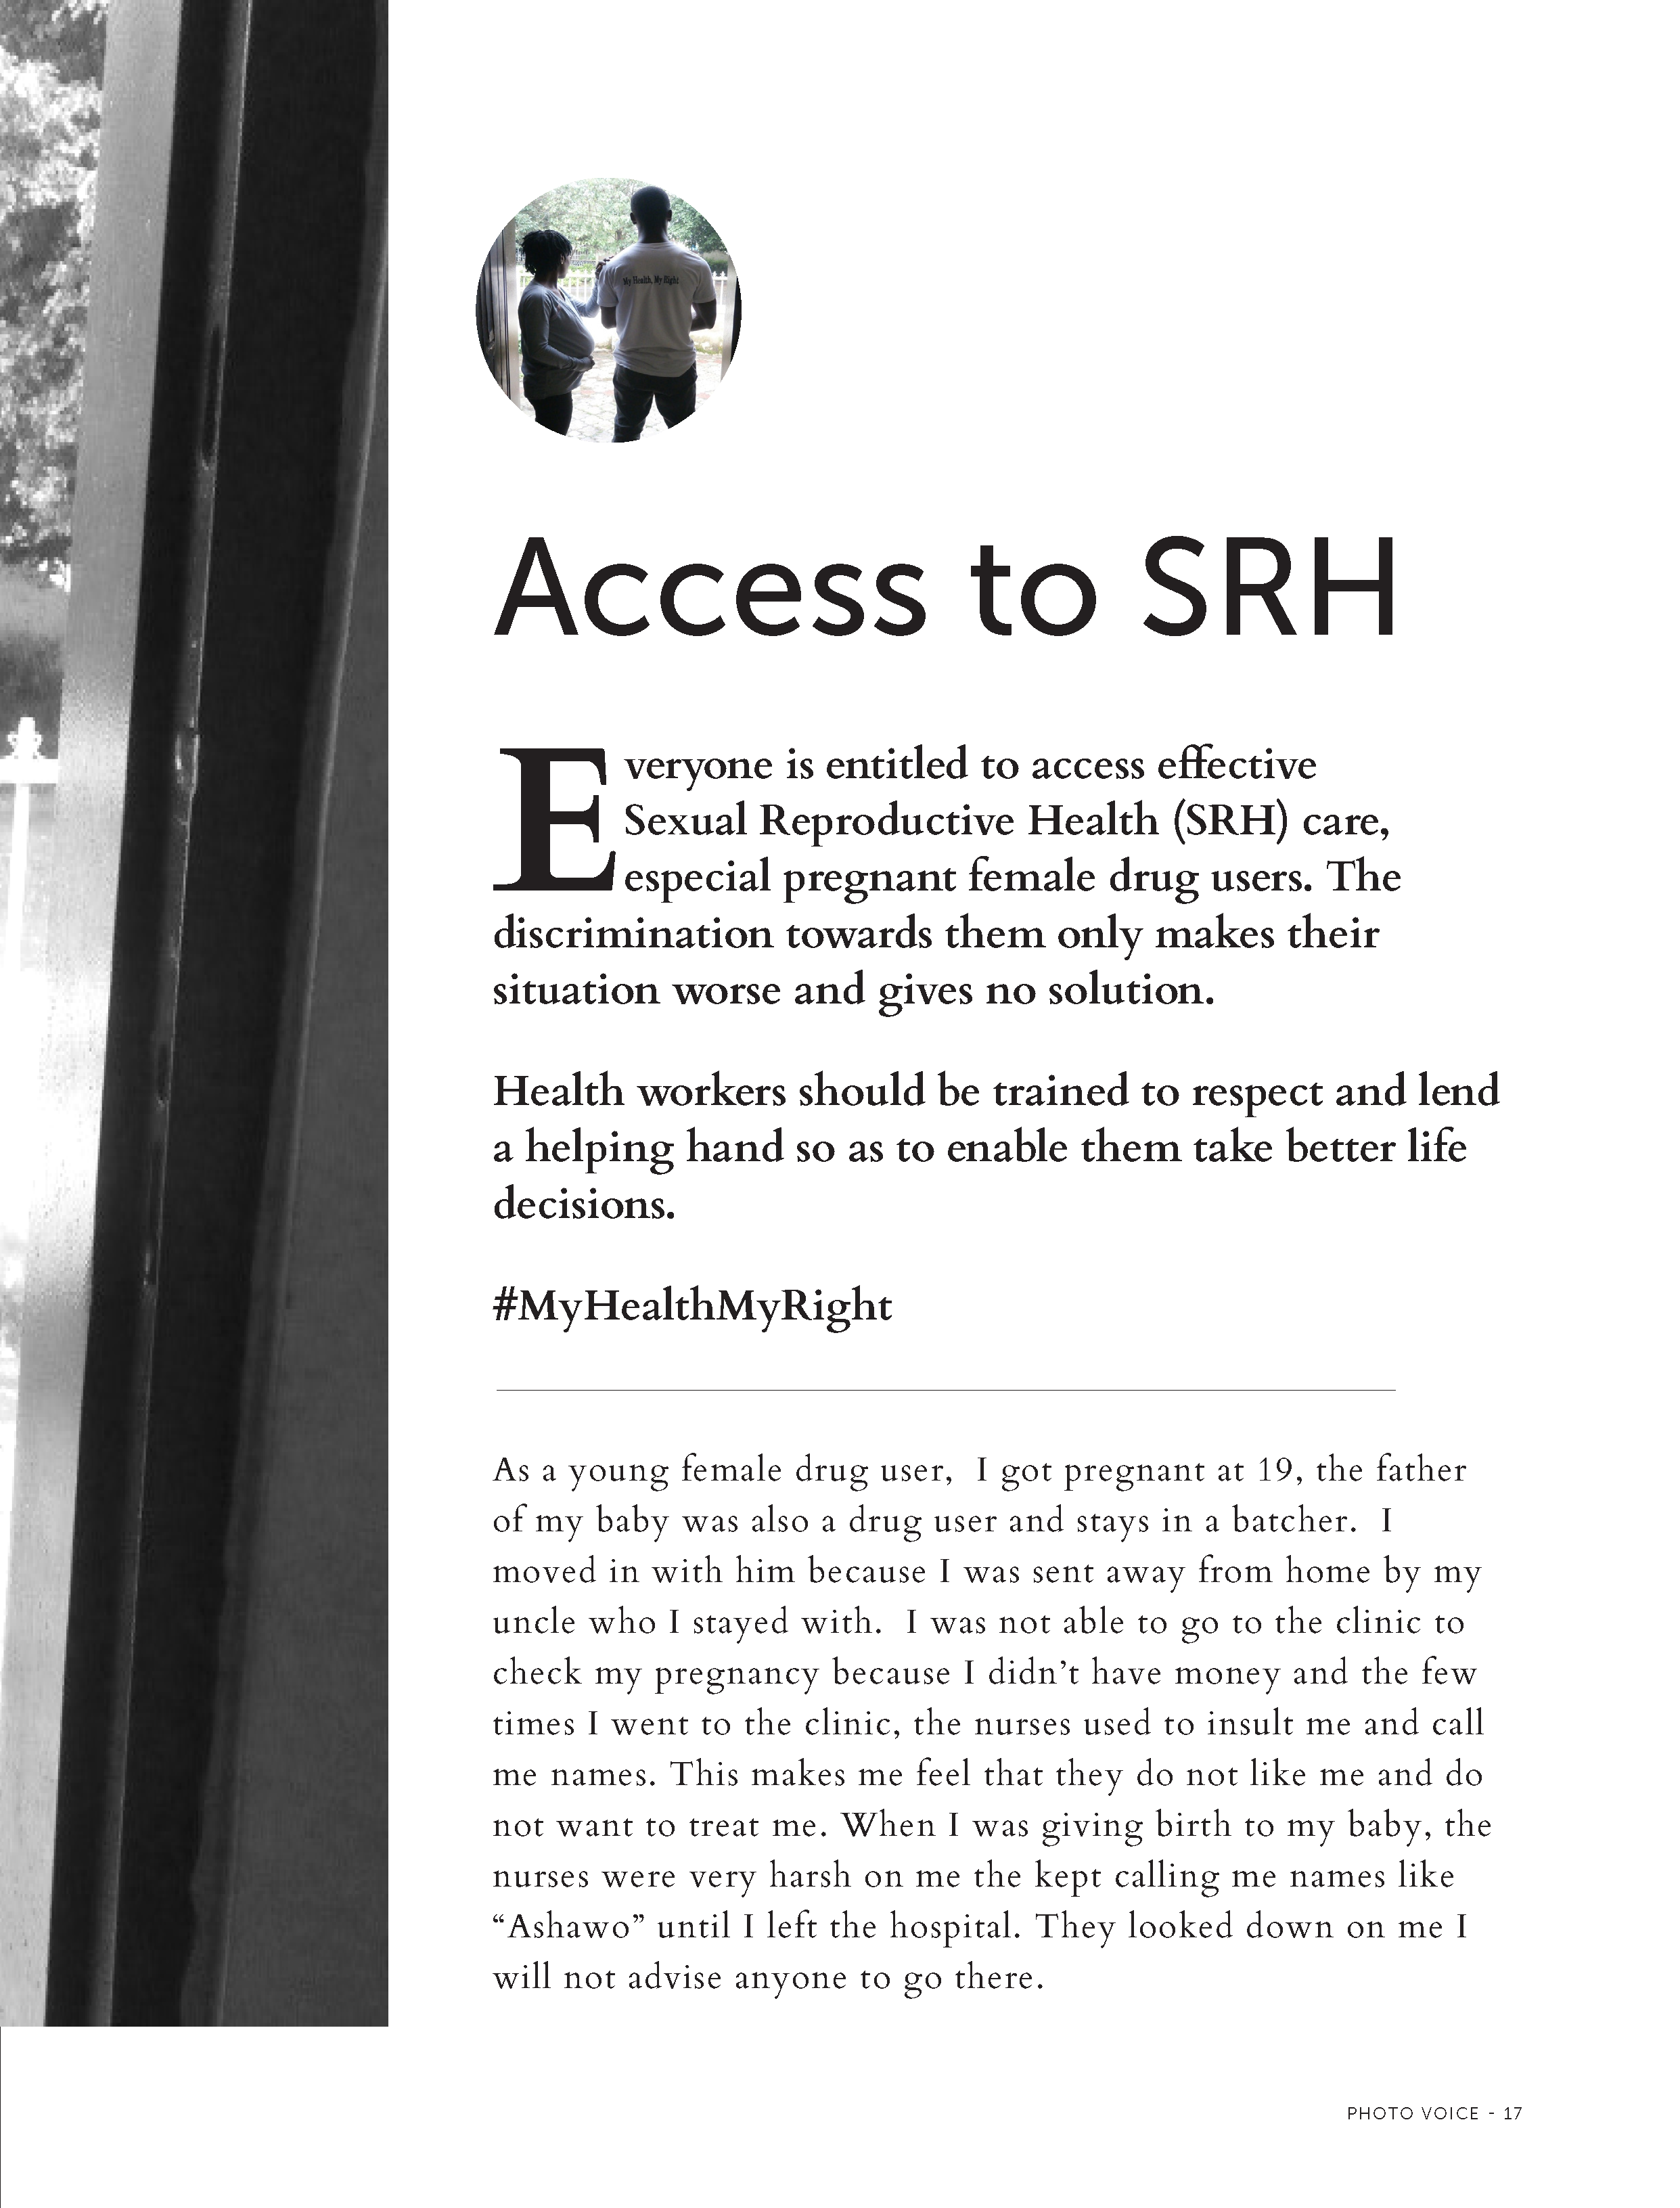 My Health, My Right
Access to SRH
Everyone is entitled to access effective
Sexual Reproductive Health (SRH) care,
especial pregnant female drug users. The
discrimination towards them only makes their
situation worse and gives no solution.
Health workers should be trained to respect and lend
a helping hand so as to enable them take better life
decisions.
#MyHealthMyRight
As a young female drug user,  I got pregnant at 19, the father
of my baby was also a drug user and stays in a batcher.  I
moved in with him because I was sent away from home by my
uncle who I stayed with.  I was not able to go to the clinic to
check my pregnancy because I didn’t have money and the few
times I went to the clinic, the nurses used to insult me and call
me names. This makes me feel that they do not like me and do
not want to treat me. When I was giving birth to my baby, the
nurses were very harsh on me the kept calling me names like
“Ashawo” until I left the hospital. They looked down on me I
will not advise anyone to go there.
PHOTO VOICE - 17